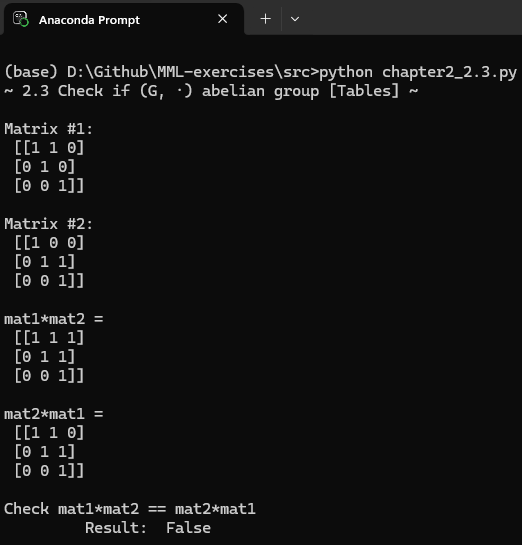 Anaconda Prompt
(base) D:\Github\MML-exercises\src>python chapter2_2.3.py
~ 2.3 Check if (G, ·) abelian group [Tables] ~
Matrix #1:
[[1 1 0]
[0 1 0]
[0 0 1]]
Matrix #2:
[[1 0 0]
[0 1 1]
[0 0 1]]
mat1*mat2 =
[[1 1 1]
[0 1 1]
[0 0 1]]
mat2*mat1 =
[[1 1 0]
[0 1 1]
[0 0 1]]
Check mat1*mat2 == mat2*mat1
Result: False